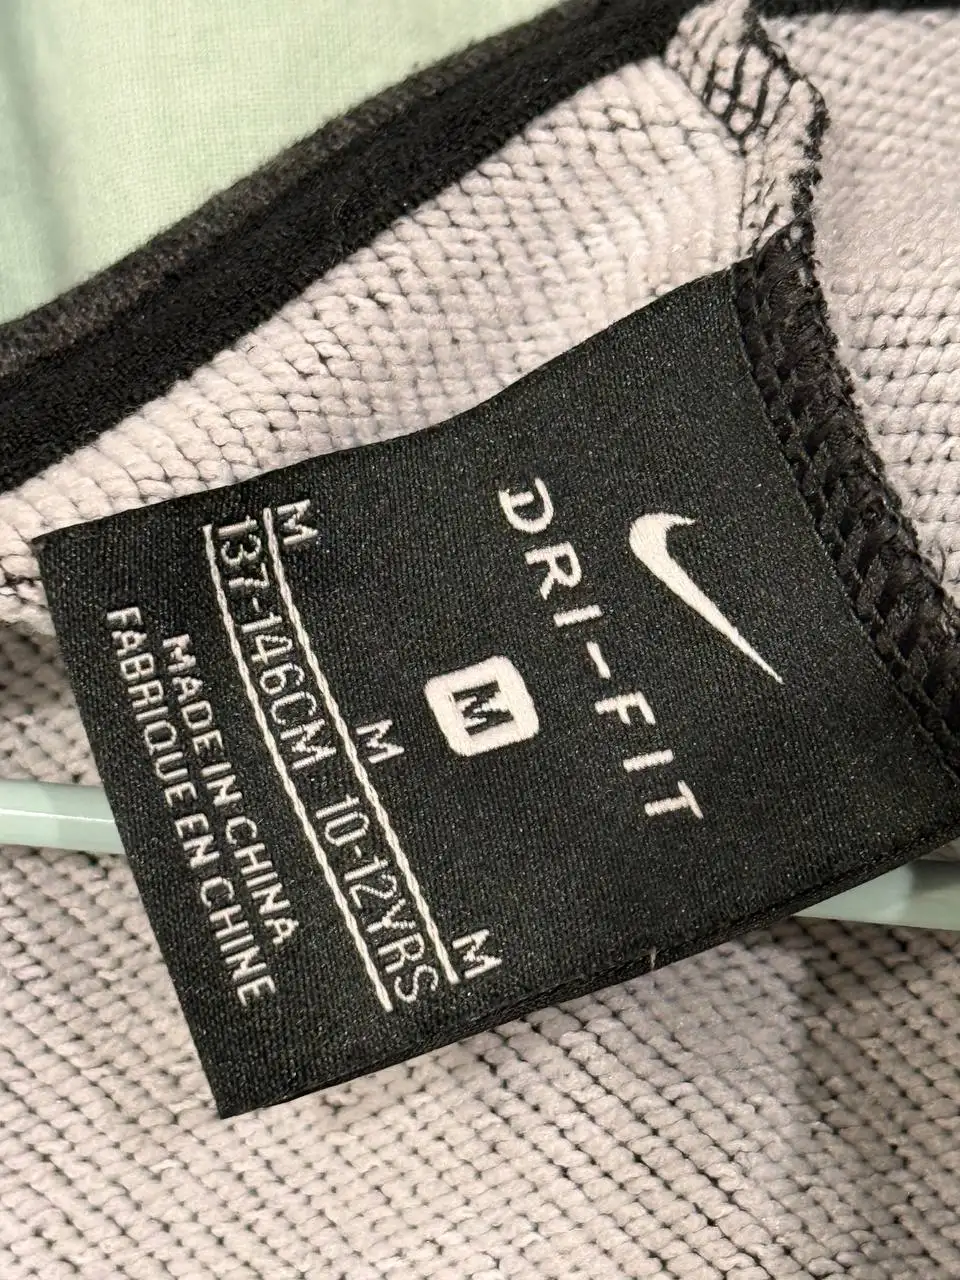 DRI-FIT
M
M M M
137-146CM 10-12YRS
MADE IN CHINA
FABRIQUE EN CHINE